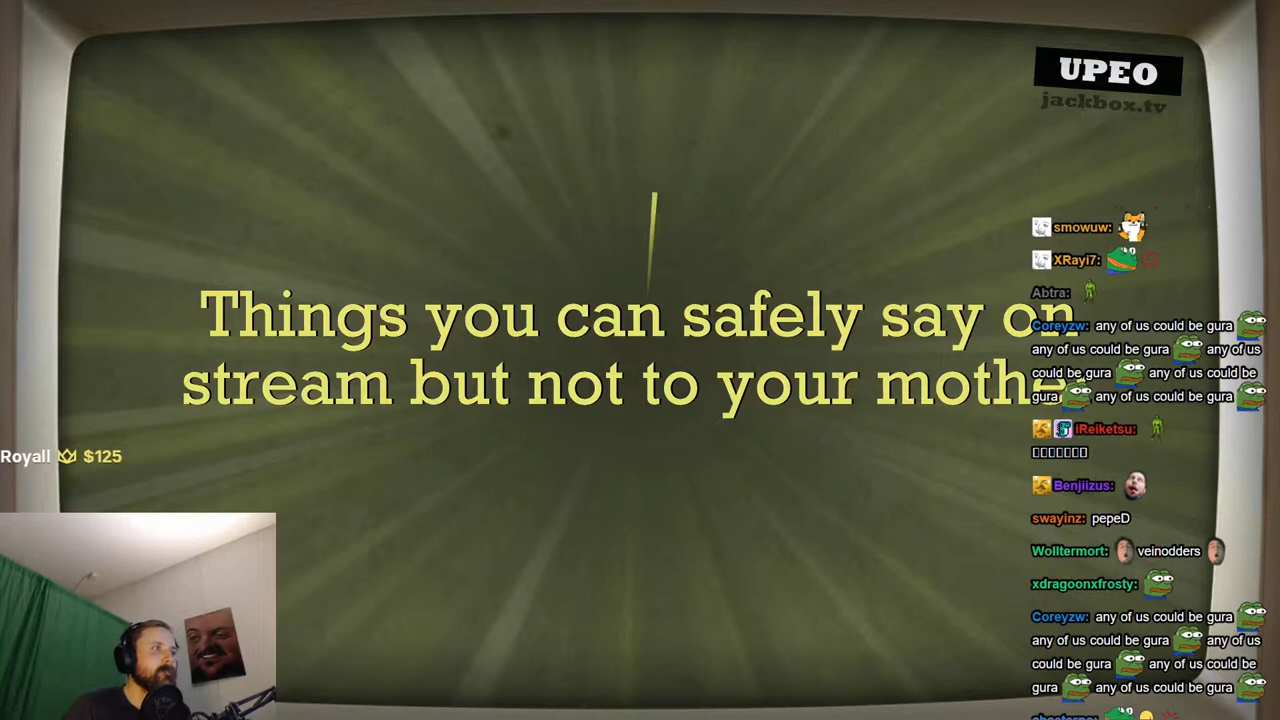 UPEO
jackbox.tv
Things you can safely say on
stream but not to your mothe
Royall $125
smowuw:
XRayi7:
Abtra:
Coreyzw: any of us could be gura
any of us could be gura any of us
could be gura any of us could be
gura any of us could be gura
iReiketsu:
Benjiizus:
swayinz: pepeD
Wolltermort: veinodders
xdragoonxfrosty:
Coreyzw: any of us could be gura
any of us could be gura any of us
could be gura any of us could be
gura any of us could be gura